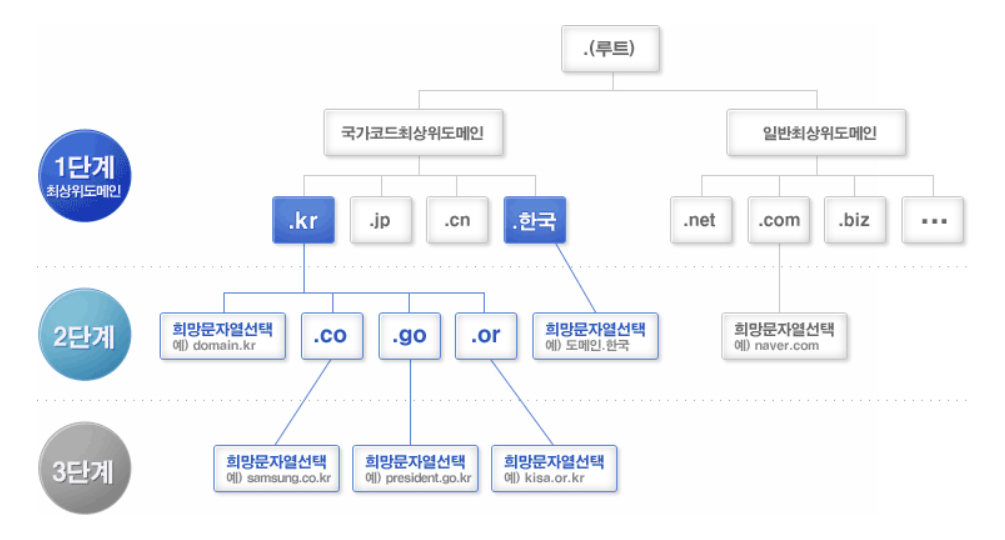 .(루트)
국가코드최상위도메인
일반최상위도메인
1단계
최상위도메인
.kr
.jp
.cn
.한국
.net
.com
.biz
...
2단계
희망문자열선택
예) domain.kr
.co
.go
.or
희망문자열선택
예) 도메인.한국
희망문자열선택
예) naver.com
3단계
희망문자열선택
예) samsung.co.kr
희망문자열선택
예) president.go.kr
희망문자열선택
예) kisa.or.kr